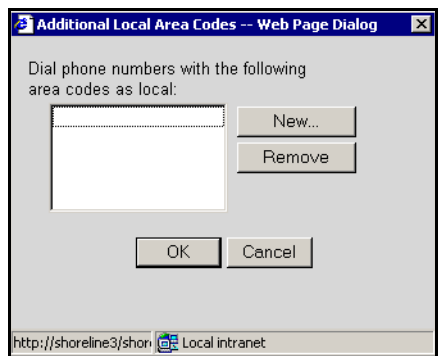 Additional Local Area Codes -- Web Page Dialog
Dial phone numbers with the following
area codes as local:
New...
Remove
OK
Cancel
http://shoreline3/shor
Local intranet